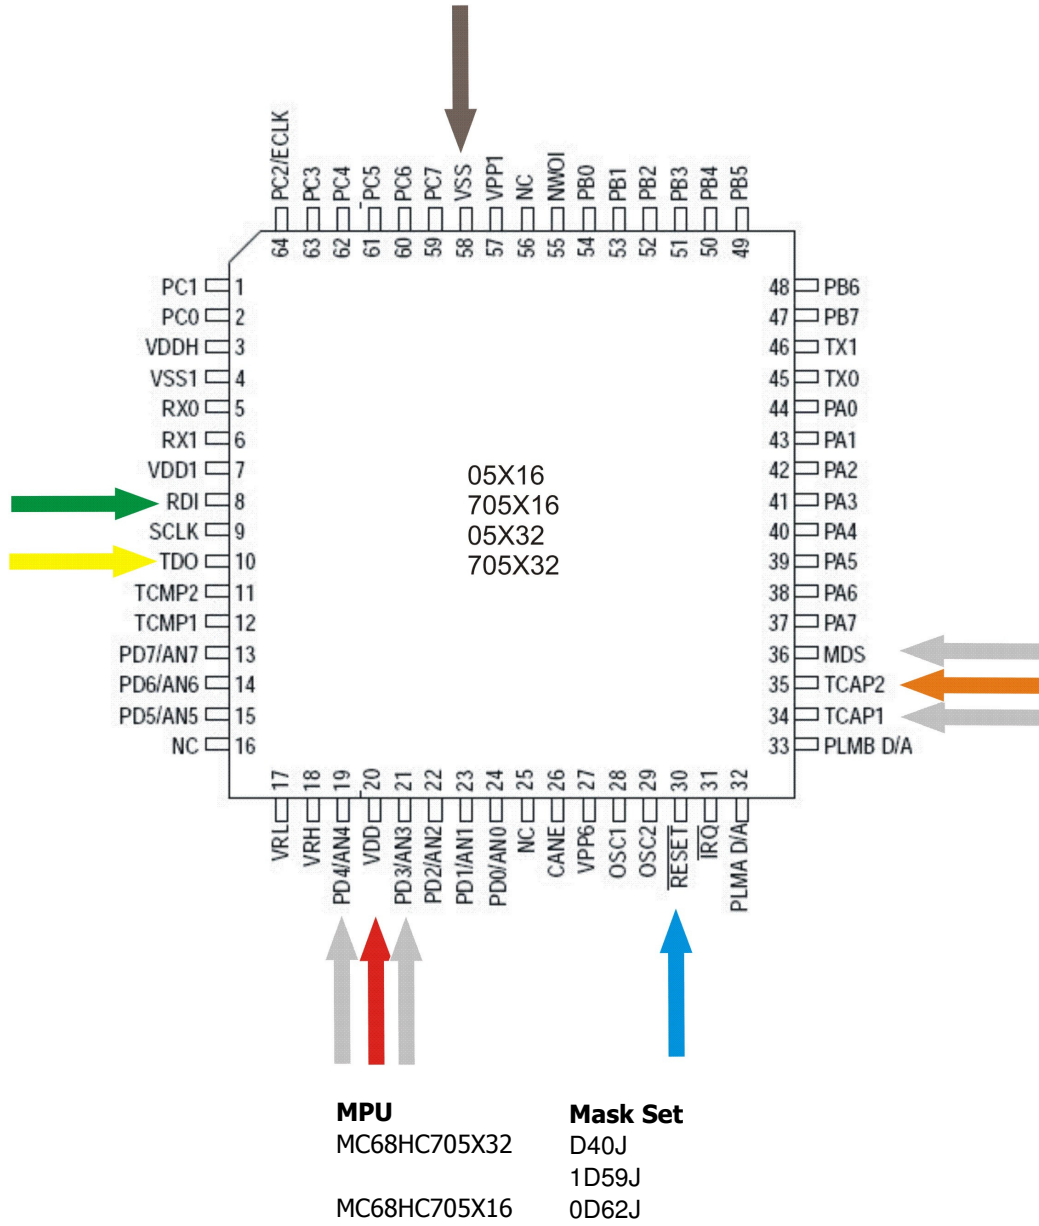 PC2/ECLK PC3 PC4 PC5 PC6 PC7 VSS VPP1 NC NWOI PB0 PB1 PB2 PB3 PB4 PB5
64 63 62 61 60 59 58 57 56 55 54 53 52 51 50 49
PC1 1 48 PB6
PC0 2 47 PB7
VDDH 3 46 TX1
VSS1 4 45 TX0
RX0 5 44 PA0
RX1 6 43 PA1
VDD1 7 42 PA2
RDI 8 41 PA3
SCLK 9 40 PA4
TDO 10 39 PA5
TCMP2 11 38 PA6
TCMP1 12 37 PA7
PD7/AN7 13 36 MDS
PD6/AN6 14 35 TCAP2
PD5/AN5 15 34 TCAP1
NC 16 33 PLMB D/A
05X16
705X16
05X32
705X32
17 18 19 20 21 22 23 24 25 26 27 28 29 30 31 32
VRL VRH PD4/AN4 VDD PD3/AN3 PD2/AN2 PD1/AN1 PD0/AN0 NC CANE VPP6 OSC1 OSC2 RESET IRQ PLMA D/A
MPU Mask Set
MC68HC705X32 D40J
1D59J
MC68HC705X16 0D62J